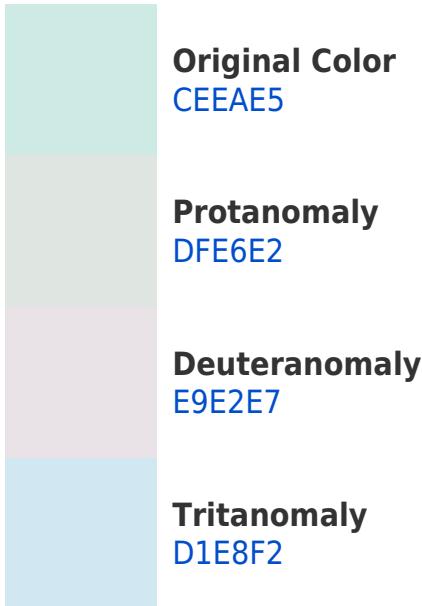 Original Color
CEEAE5
Protanomaly
DFE6E2
Deuteranomaly
E9E2E7
Tritanomaly
D1E8F2